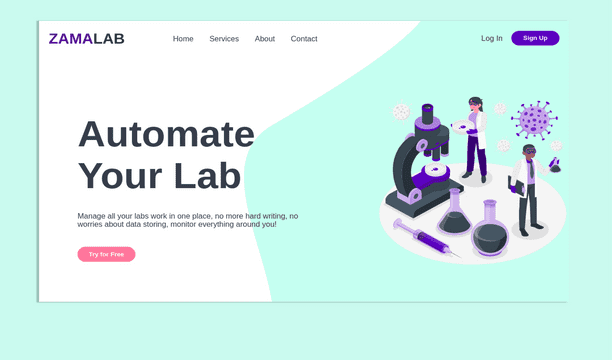 ZAMALAB
Home Services About Contact
Log In Sign Up
Automate
Your Lab
Manage all your labs work in one place, no more hard writing, no
worries about data storing, monitor everything around you!
Try for Free